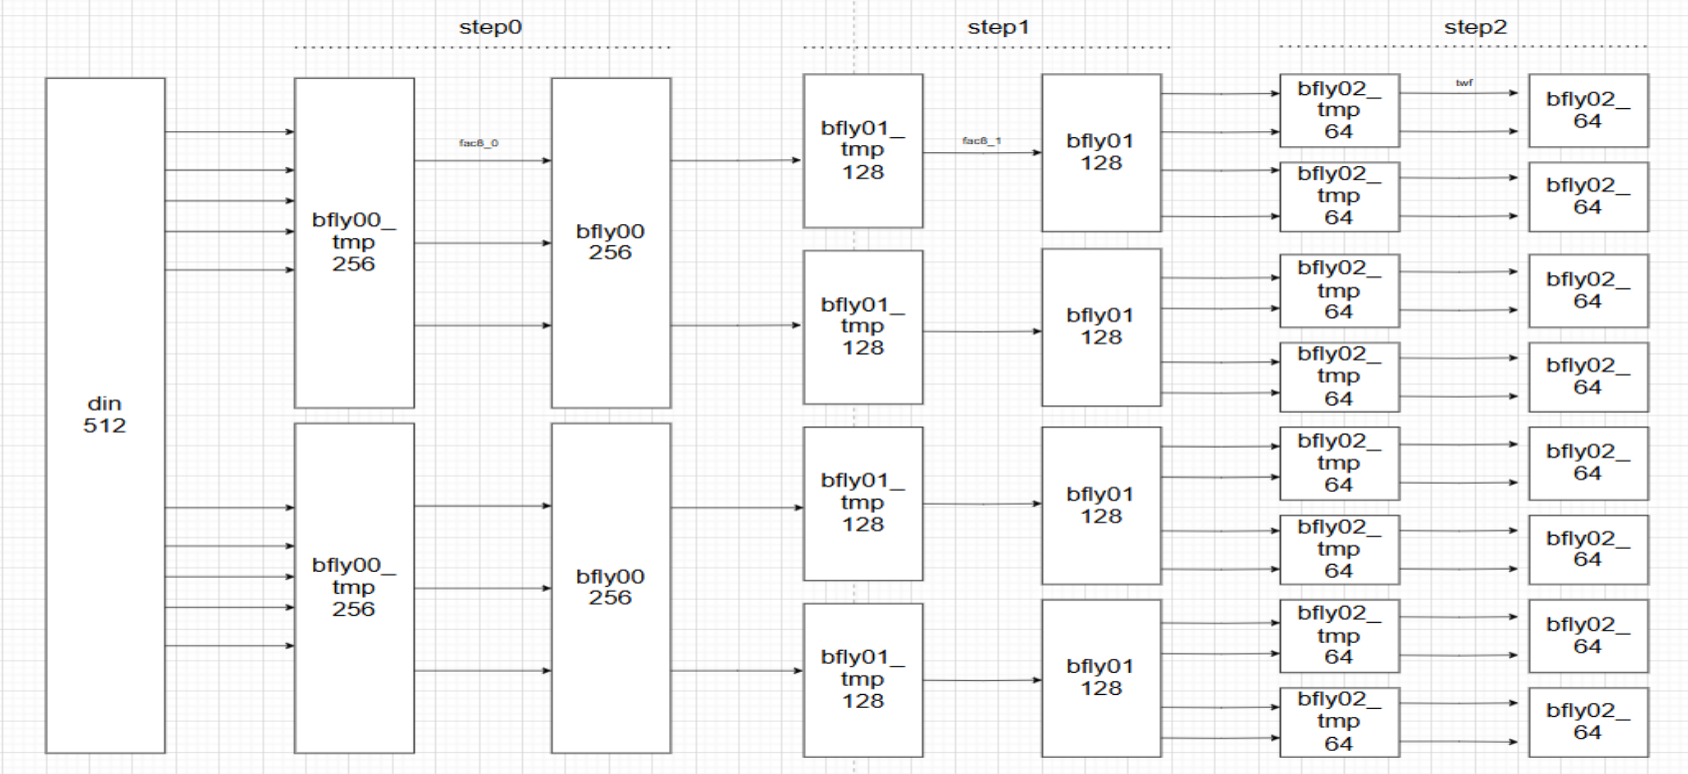 step0
step1
step2
din
512
bfly00_
tmp
256
bfly00_
tmp
256
fac8_0
bfly00
256
bfly00
256
bfly01_
tmp
128
bfly01_
tmp
128
bfly01_
tmp
128
bfly01_
tmp
128
fac8_1
bfly01
128
bfly01
128
bfly01
128
bfly01
128
bfly02_
tmp
64
bfly02_
tmp
64
bfly02_
tmp
64
bfly02_
tmp
64
bfly02_
tmp
64
bfly02_
tmp
64
bfly02_
tmp
64
bfly02_
tmp
64
twf
bfly02_
64
bfly02_
64
bfly02_
64
bfly02_
64
bfly02_
64
bfly02_
64
bfly02_
64
bfly02_
64